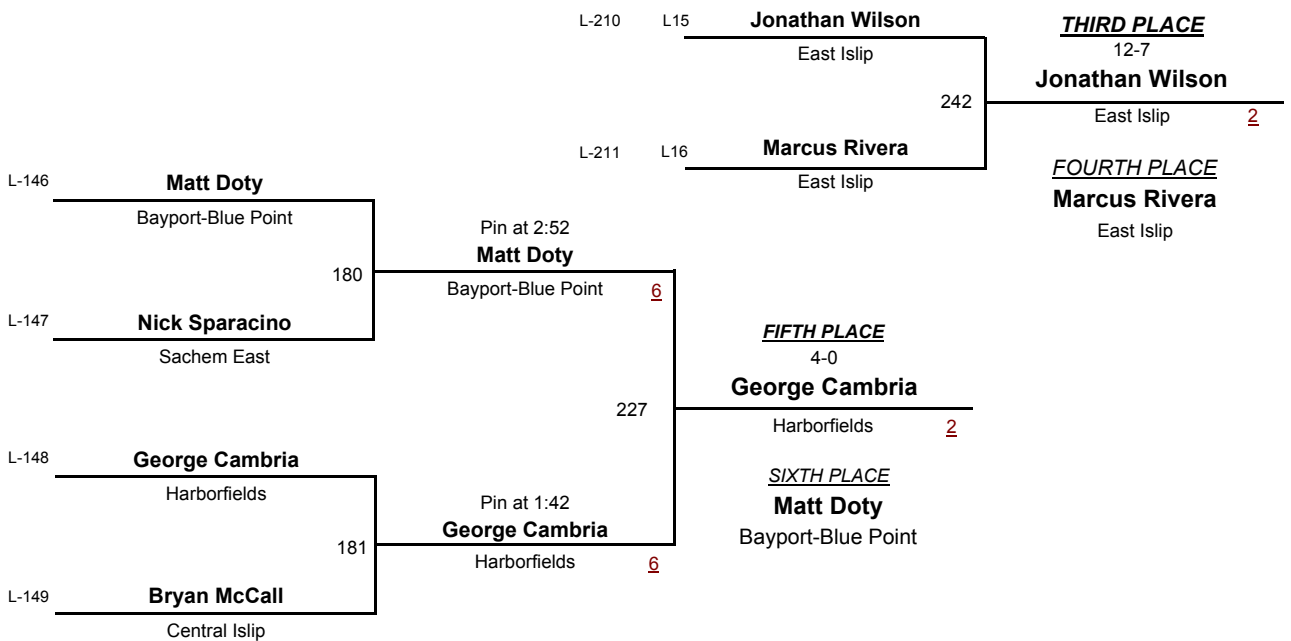 L-210 L15 Jonathan Wilson
East Islip
THIRD PLACE
12-7
Jonathan Wilson
242
East Islip 2
L-211 L16 Marcus Rivera
East Islip
FOURTH PLACE
Marcus Rivera
East Islip
L-146 Matt Doty
Bayport-Blue Point
180
L-147 Nick Sparacino
Sachem East
Pin at 2:52
Matt Doty
Bayport-Blue Point 6
227
FIFTH PLACE
4-0
George Cambria
Harborfields 2
SIXTH PLACE
Matt Doty
Bayport-Blue Point
L-148 George Cambria
Harborfields
181
L-149 Bryan McCall
Central Islip
Pin at 1:42
George Cambria
Harborfields 6